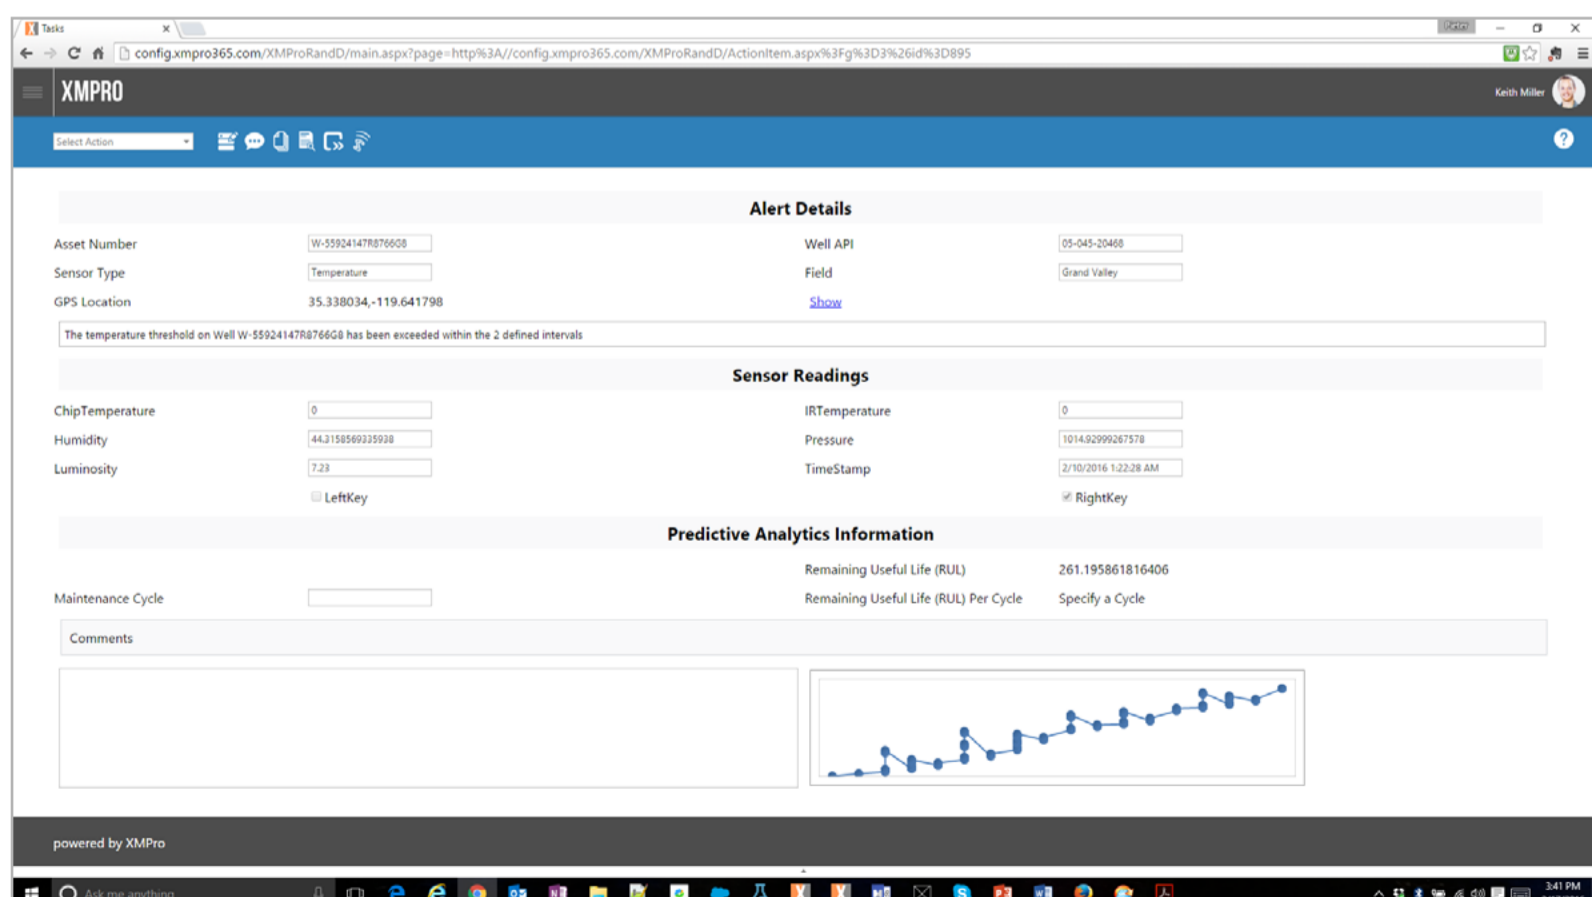 Tasks
Pieter
config.xmpro365.com/XMProRandD/main.aspx?page=http%3A//config.xmpro365.com/XMProRandD/ActionItem.aspx%3Fg%3D3%26id%3D895
XMPRO
Keith Miller
Select Action
?
Alert Details
Asset Number W-55924147R8766G8 Well API 05-045-20468
Sensor Type Temperature Field Grand Valley
GPS Location 35.338034,-119.641798 Show
The temperature threshold on Well W-55924147R8766G8 has been exceeded within the 2 defined intervals
Sensor Readings
ChipTemperature 0 IRTemperature 0
Humidity 44.3158569335938 Pressure 1014.92999267578
Luminosity 7.23 TimeStamp 2/10/2016 1:22:28 AM
LeftKey RightKey
Predictive Analytics Information
Remaining Useful Life (RUL) 261.195861816406
Maintenance Cycle Remaining Useful Life (RUL) Per Cycle Specify a Cycle
Comments
powered by XMPro
Ask me anything
3:41 PM